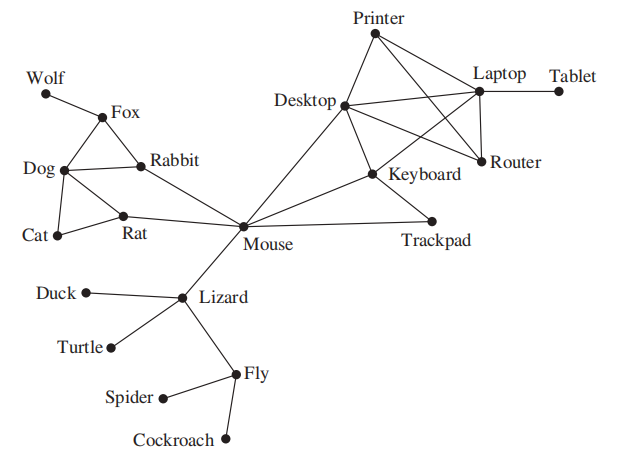 Printer
Wolf
Laptop
Tablet
Desktop
Fox
Dog
Rabbit
Keyboard
Router
Cat
Rat
Mouse
Trackpad
Duck
Lizard
Turtle
Fly
Spider
Cockroach